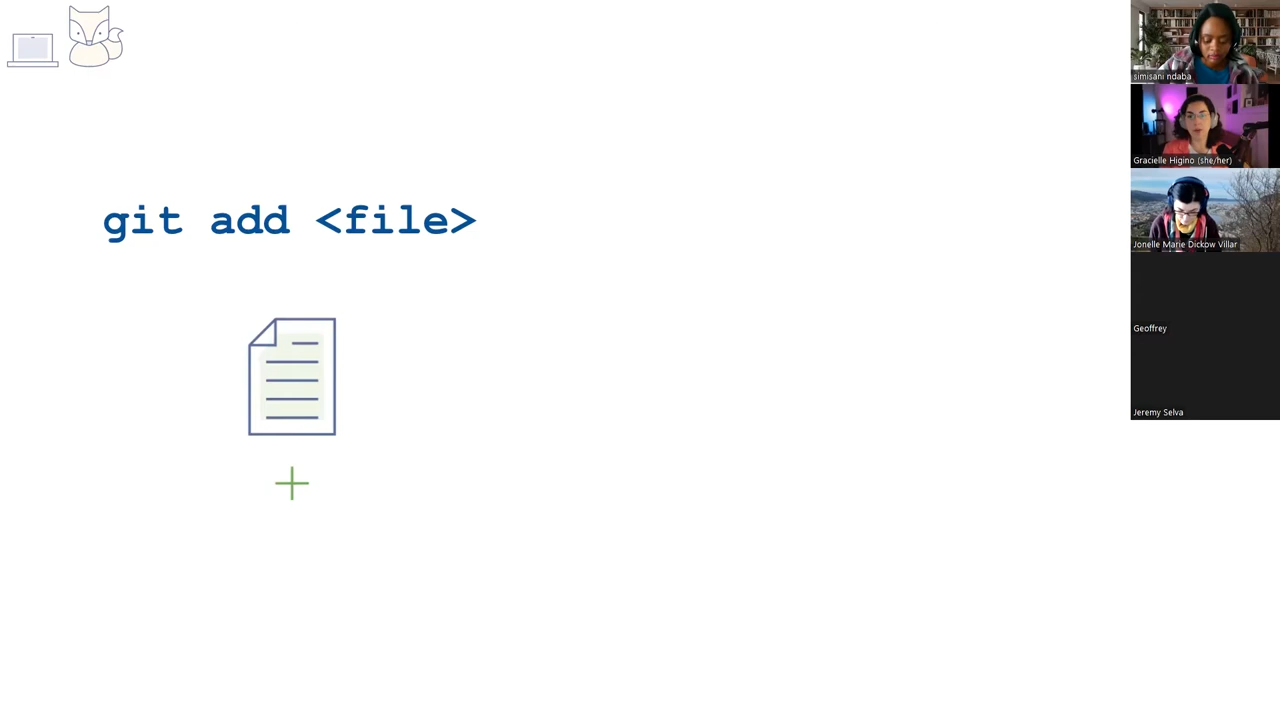 git add <file>
simisani ndaba
Gracielle Higino (she/her)
Jonelle Marie Dickow Villar
Geoffrey
Jeremy Selva